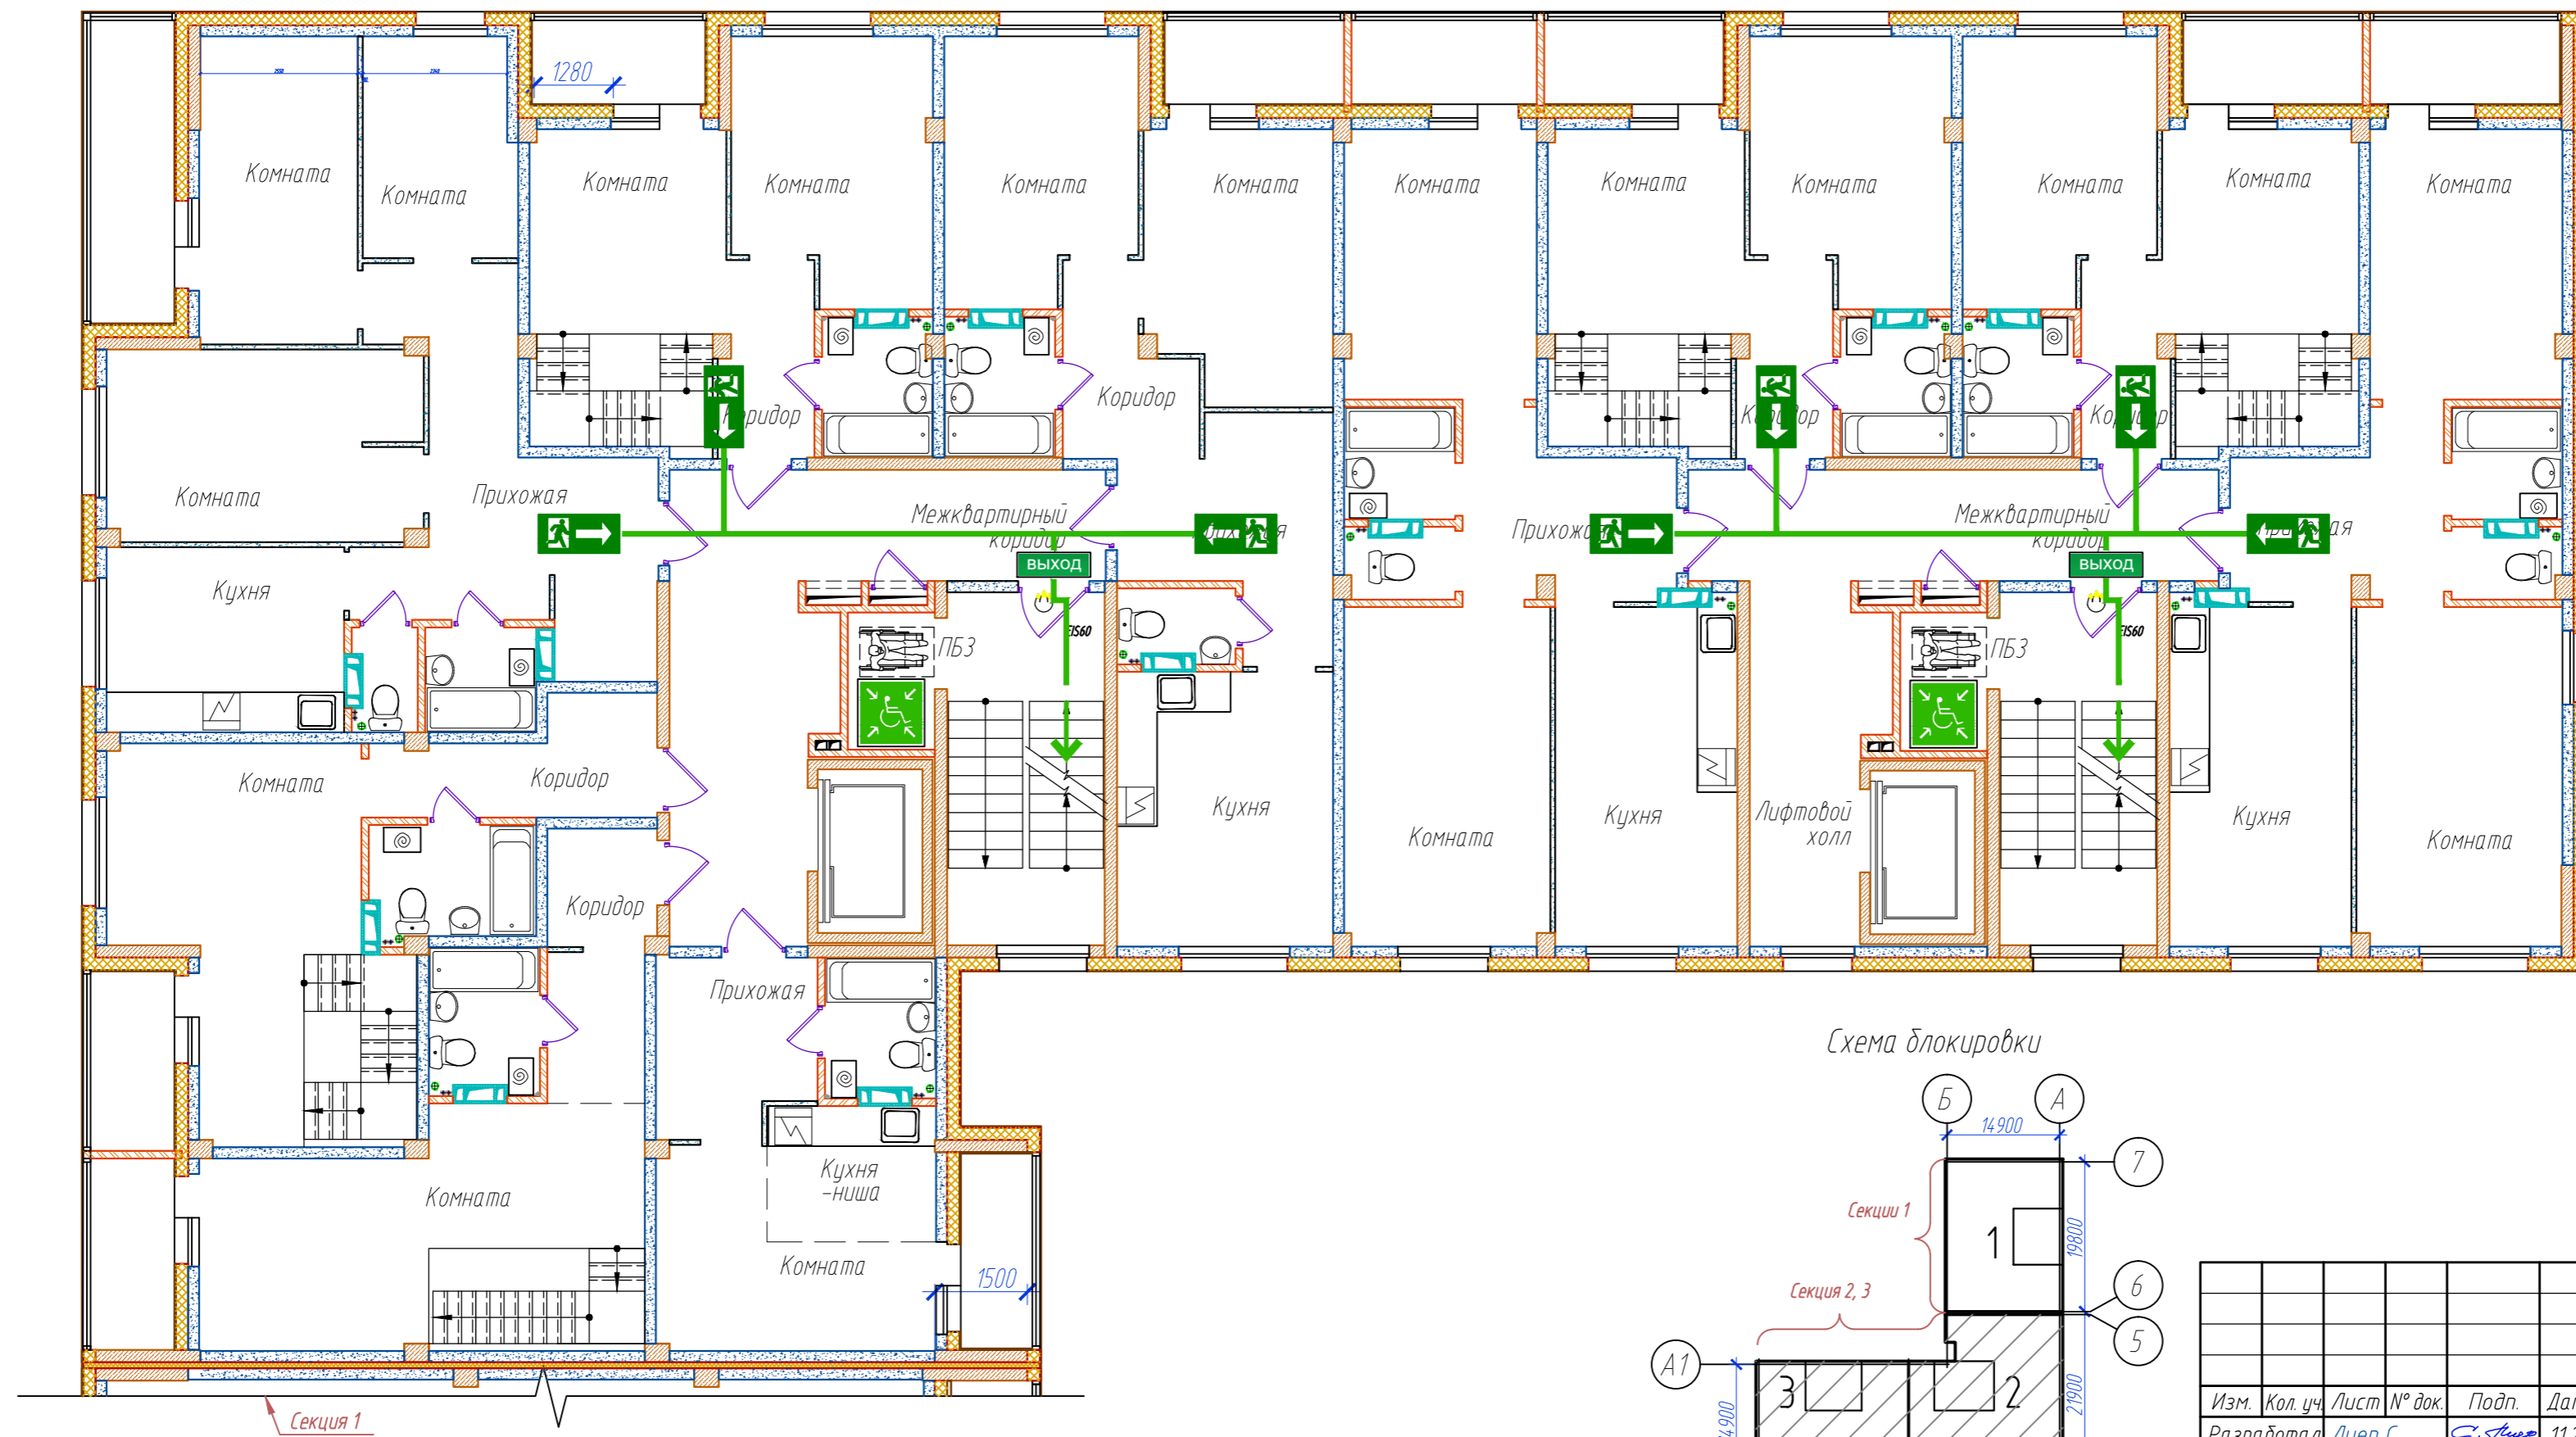 1280
Комната
Комната
Комната
Комната
Комната
Комната
Комната
Комната
Комната
Комната
Комната
Комната
Коридор
Коридор
Комната
Прихожая
Межквартирный
коридор
Прихожая
Межквартирный
коридор
ВЫХОД
ВЫХОД
Кухня
EIS60
EIS60
ПБЗ
ПБЗ
Комната
Коридор
Кухня
Комната
Кухня
Лифтовой
холл
Кухня
Комната
Коридор
Прихожая
Комната
Кухня
-ниша
Комната
1500
Секция 1
Схема блокировки
Б
А
14900
7
Секции 1
1
19800
Секция 2, 3
6
5
А1
3
2
21900
Изм.
Кол. уч.
Лист
№ док.
Подп.